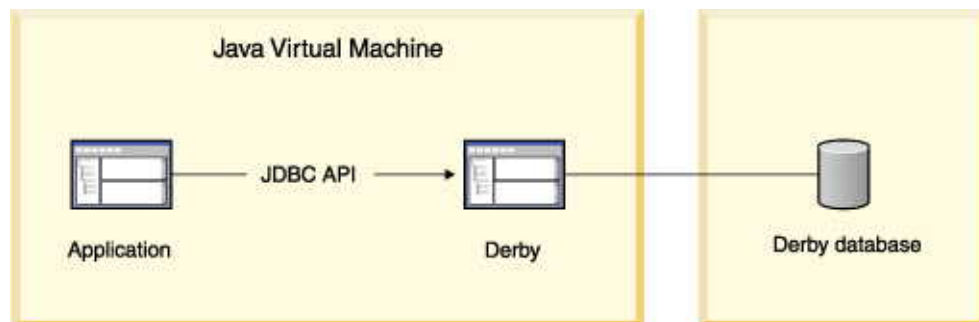 Java Virtual Machine
JDBC API
Application
Derby
Derby database